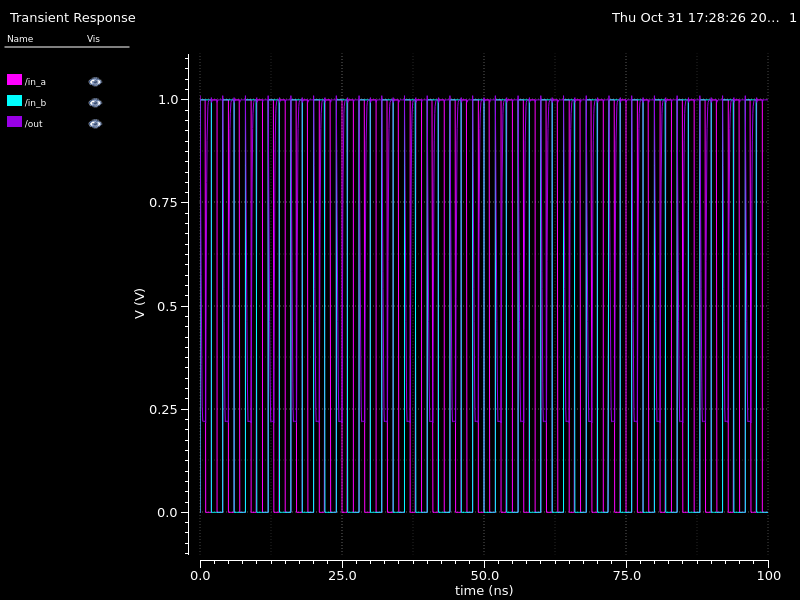 Transient Response
Thu Oct 31 17:28:26 20... 1
Name Vis
/in_a
/in_b
/out
1.0
0.75
0.5
0.25
0.0
V (V)
0.0 25.0 50.0 75.0 100
time (ns)